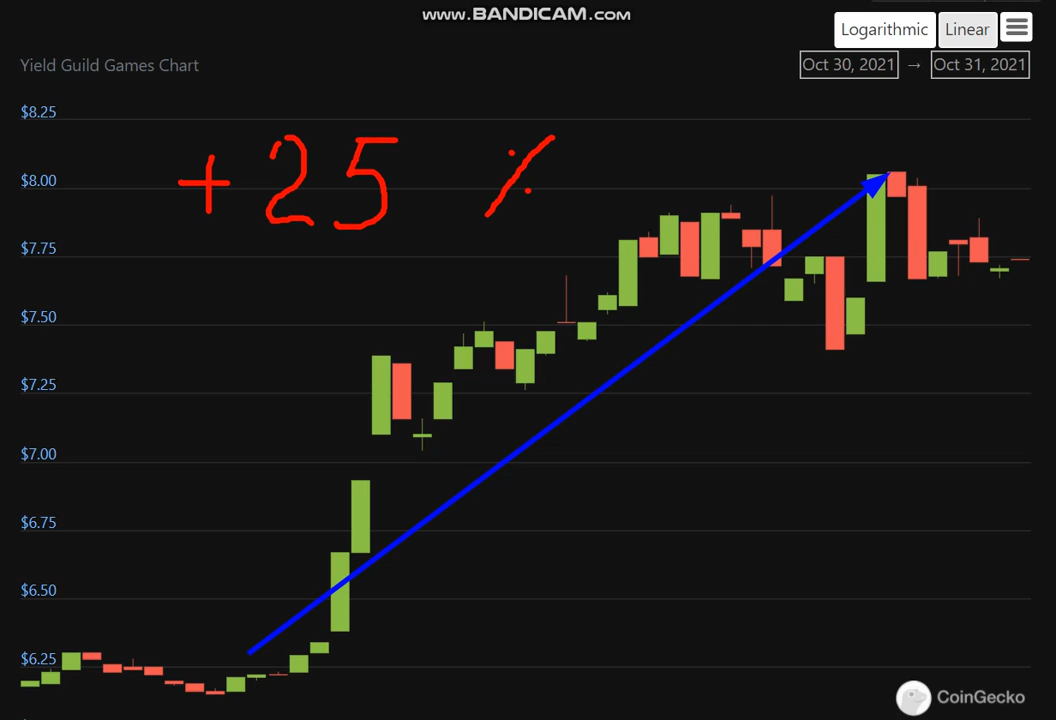 www.BANDICAM.com
Logarithmic Linear
Yield Guild Games Chart
Oct 30, 2021 → Oct 31, 2021
$8.25
+25 %
$8.00
$7.75
$7.50
$7.25
$7.00
$6.75
$6.50
$6.25
CoinGecko